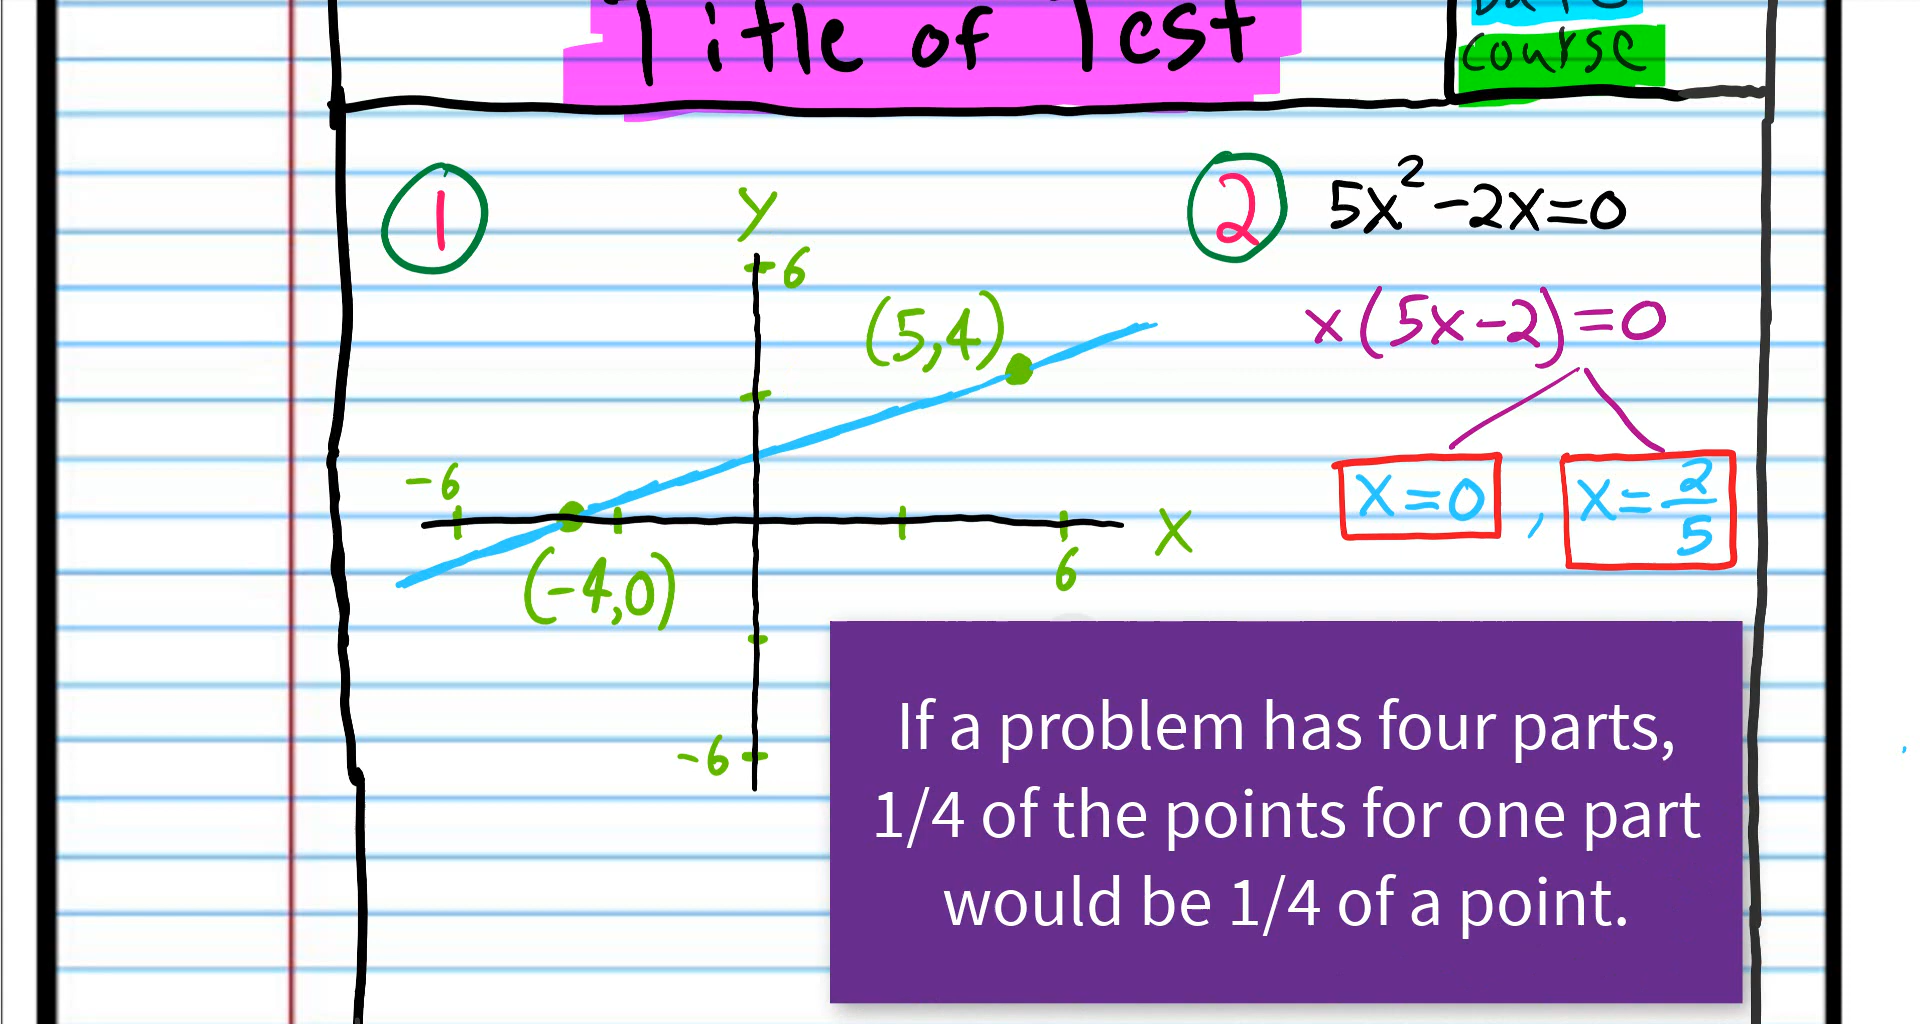 Title of Test
Date
course
1
y
6
(5,4)
-6
x
6
(-4,0)
-6
2
5x²-2x=0
x(5x-2)=0
x=0, x=2/5
If a problem has four parts,
1/4 of the points for one part
would be 1/4 of a point.